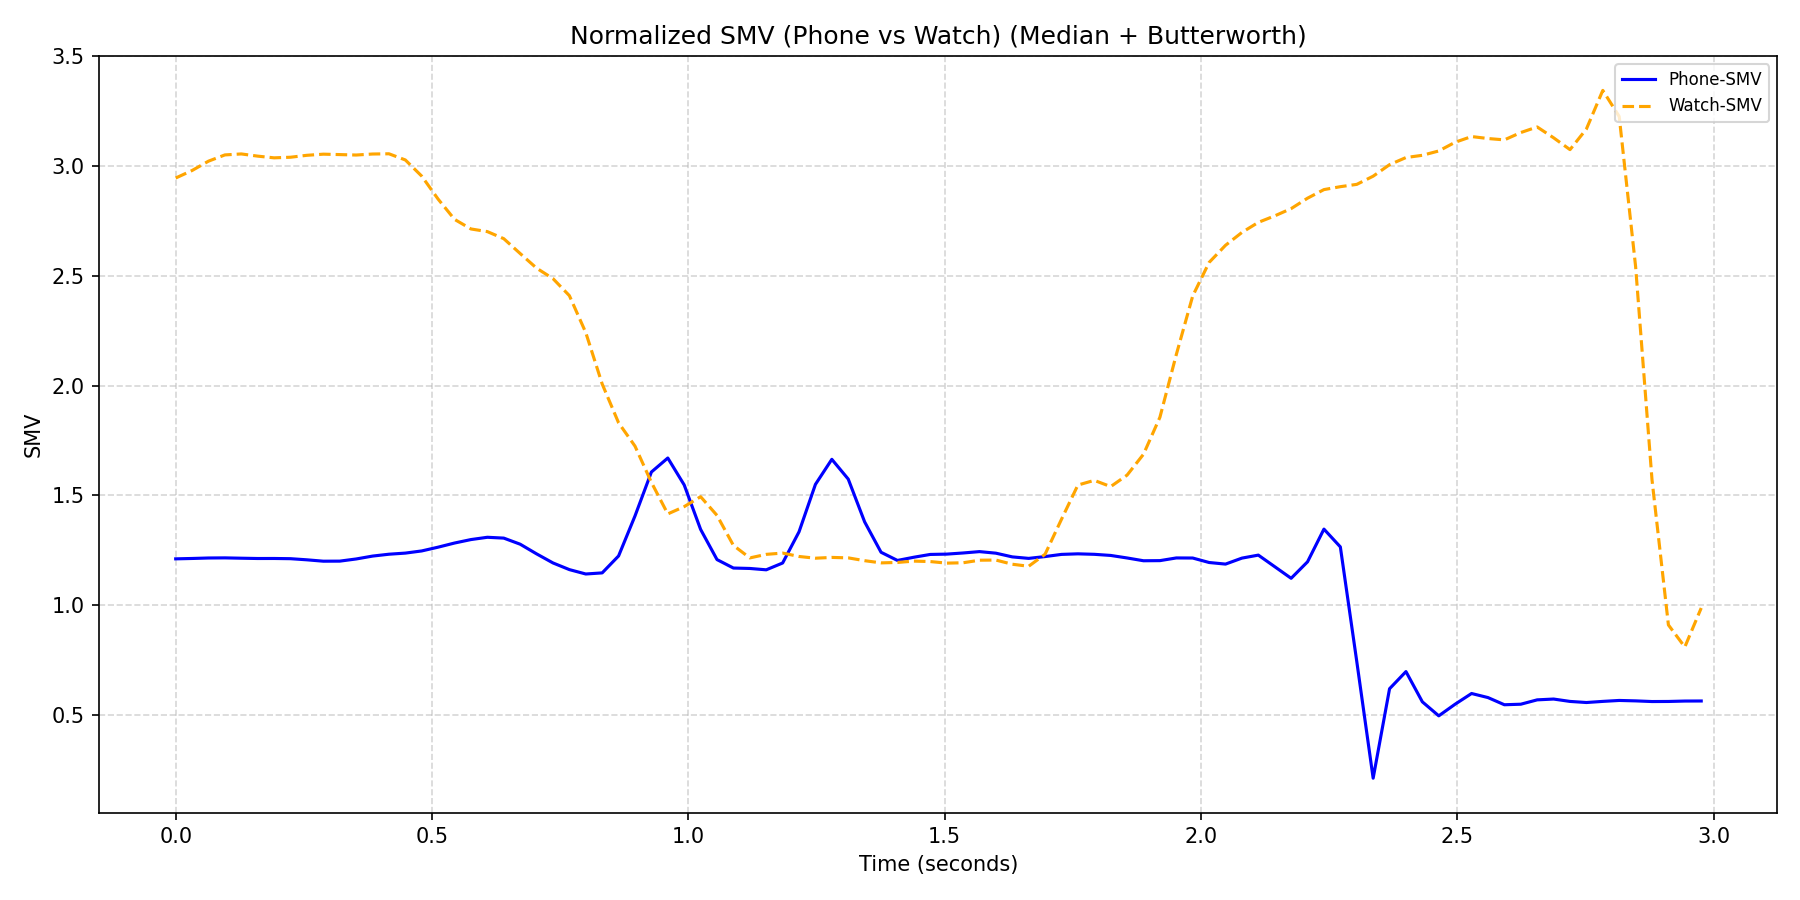 Normalized SMV (Phone vs Watch) (Median + Butterworth)
Phone-SMV
Watch-SMV
SMV
3.5
3.0
2.5
2.0
1.5
1.0
0.5
0.0 0.5 1.0 1.5 2.0 2.5 3.0
Time (seconds)